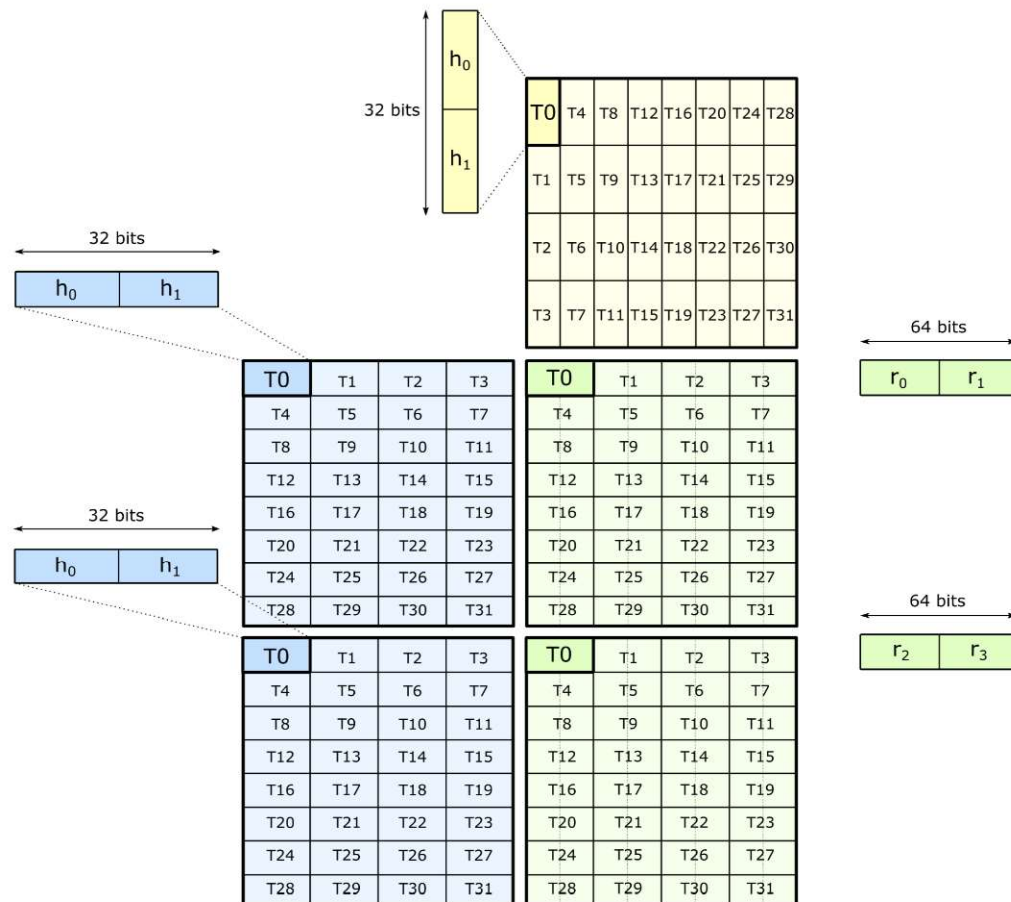 h0
32 bits
h1
T0 T4 T8 T12 T16 T20 T24 T28
T1 T5 T9 T13 T17 T21 T25 T29
T2 T6 T10 T14 T18 T22 T26 T30
T3 T7 T11 T15 T19 T23 T27 T31
32 bits
h0 h1
64 bits
r0 r1
T0 T1 T2 T3 T0 T1 T2 T3
T4 T5 T6 T7 T4 T5 T6 T7
T8 T9 T10 T11 T8 T9 T10 T11
T12 T13 T14 T15 T12 T13 T14 T15
T16 T17 T18 T19 T16 T17 T18 T19
T20 T21 T22 T23 T20 T21 T22 T23
T24 T25 T26 T27 T24 T25 T26 T27
T28 T29 T30 T31 T28 T29 T30 T31
32 bits
h0 h1
64 bits
r2 r3
T0 T1 T2 T3 T0 T1 T2 T3
T4 T5 T6 T7 T4 T5 T6 T7
T8 T9 T10 T11 T8 T9 T10 T11
T12 T13 T14 T15 T12 T13 T14 T15
T16 T17 T18 T19 T16 T17 T18 T19
T20 T21 T22 T23 T20 T21 T22 T23
T24 T25 T26 T27 T24 T25 T26 T27
T28 T29 T30 T31 T28 T29 T30 T31